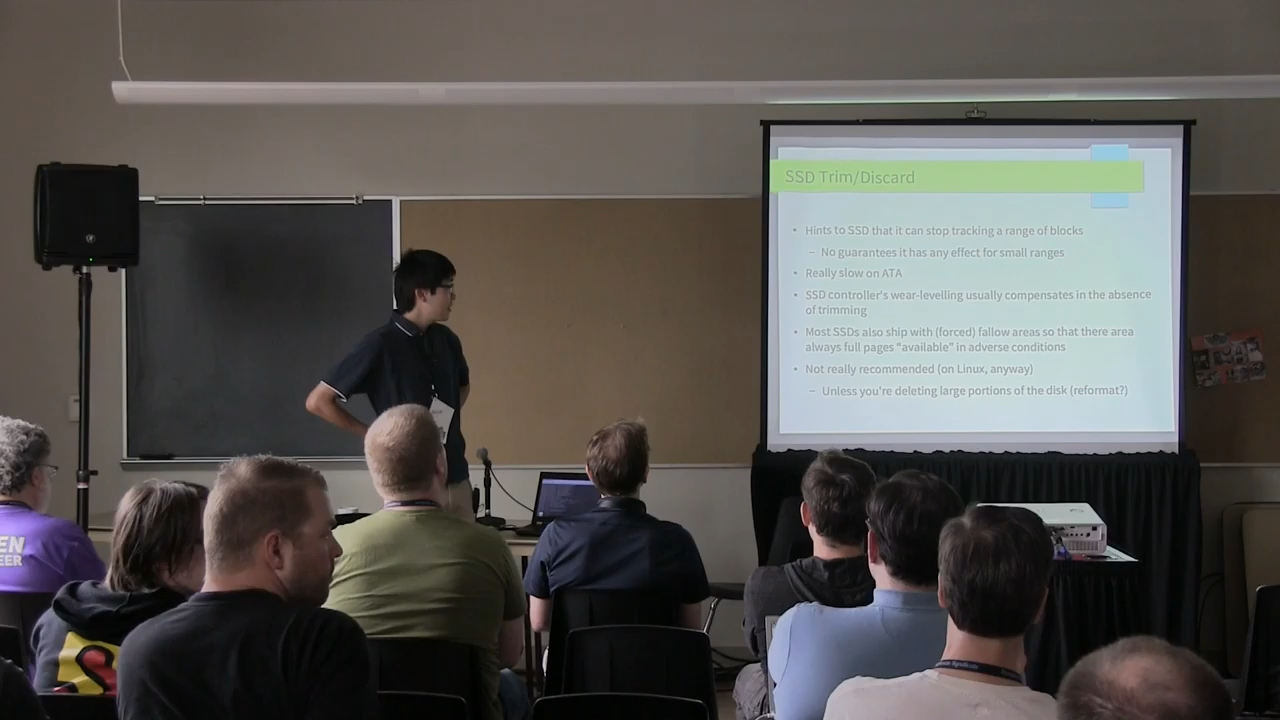 SSD Trim/Discard
• Hints to SSD that it can stop tracking a range of blocks
– No guarantees it has any effect for small ranges
• Really slow on ATA
• SSD controller's wear-levelling usually compensates in the absence
of trimming
• Most SSDs also ship with (forced) fallow areas so that there area
always full pages "available" in adverse conditions
• Not really recommended (on Linux, anyway)
– Unless you're deleting large portions of the disk (reformat?)
EN
EER